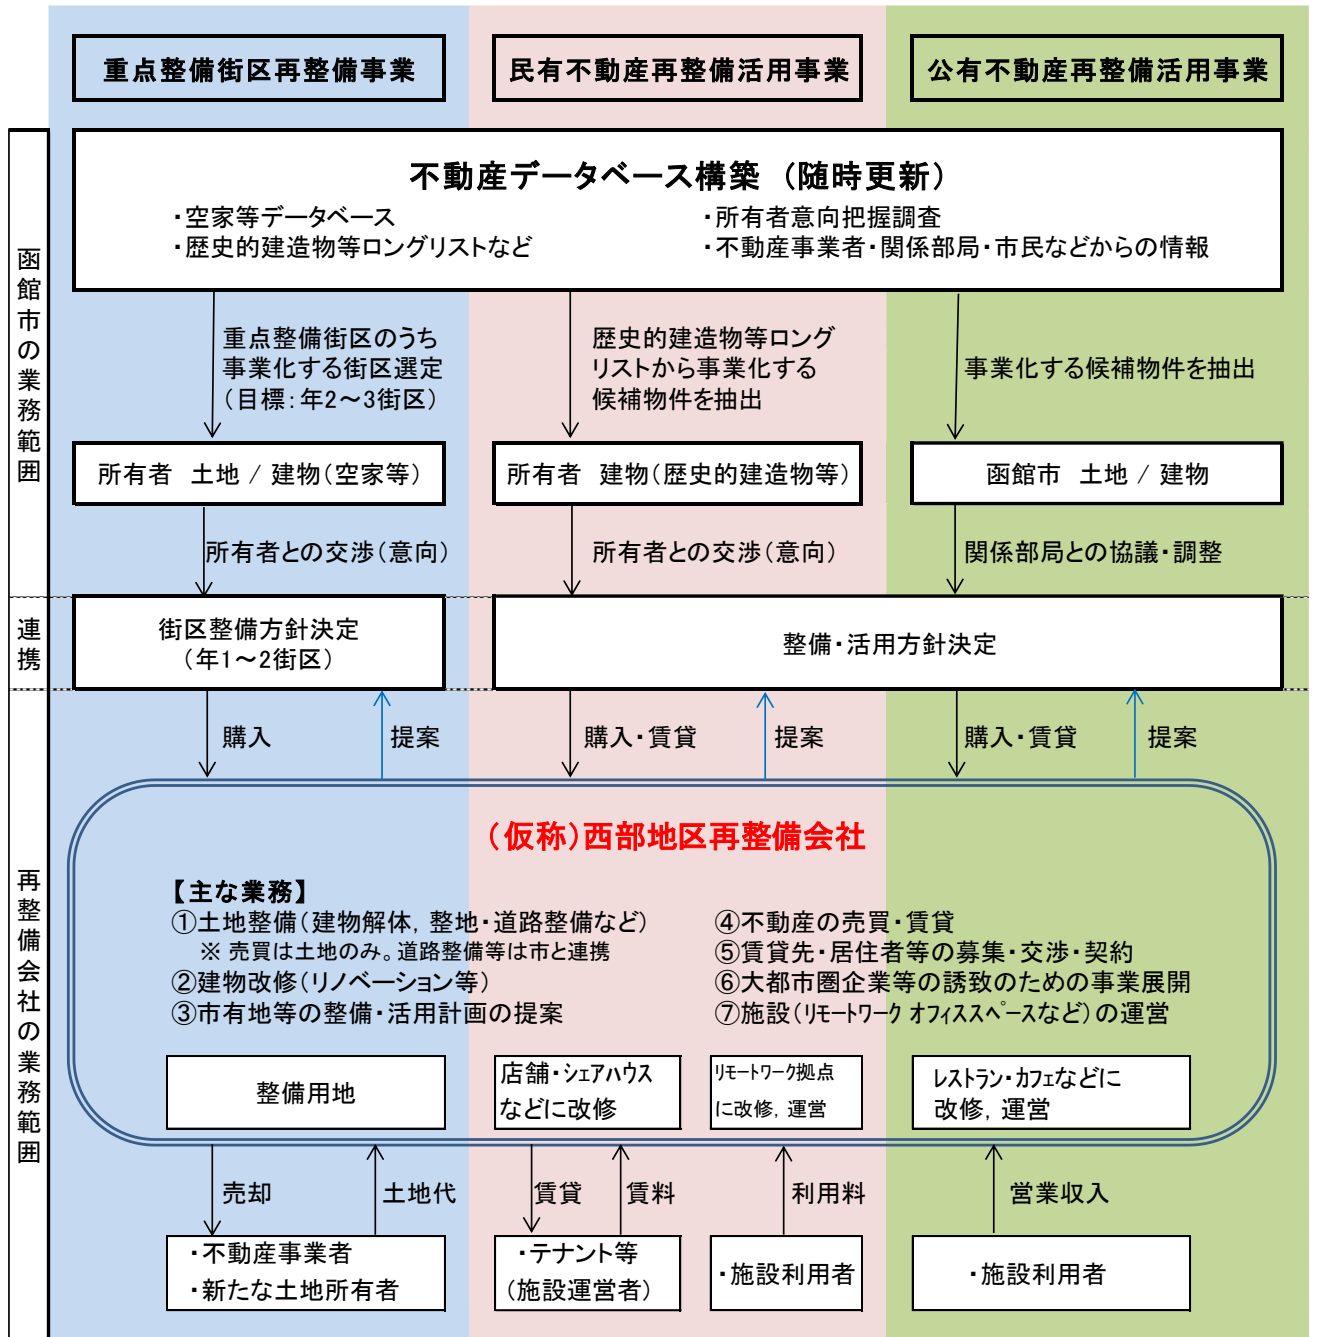 重点整備街区再整備事業
民有不動産再整備活用事業
公有不動産再整備活用事業
函館市の業務範囲
不動産データベース構築 （随時更新）
・空家等データベース
・歴史的建造物等ロングリストなど
・所有者意向把握調査
・不動産事業者・関係部局・市民などからの情報
重点整備街区のうち
事業化する街区選定
（目標：年2～3街区）
歴史的建造物等ロング
リストから事業化する
候補物件を抽出
事業化する候補物件を抽出
所有者 土地 / 建物（空家等）
所有者 建物（歴史的建造物等）
函館市 土地 / 建物
所有者との交渉（意向）
所有者との交渉（意向）
関係部局との協議・調整
連携
街区整備方針決定
（年1～2街区）
整備・活用方針決定
購入
提案
購入・賃貸
提案
購入・賃貸
提案
再整備会社の業務範囲
（仮称）西部地区再整備会社
【主な業務】
①土地整備（建物解体，整地・道路整備など）
※ 売買は土地のみ。道路整備等は市と連携
②建物改修（リノベーション等）
③市有地等の整備・活用計画の提案
④不動産の売買・賃貸
⑤賃貸先・居住者等の募集・交渉・契約
⑥大都市圏企業等の誘致のための事業展開
⑦施設（ﾘﾓｰﾄﾜｰｸ ｵﾌｨｽｽﾍﾟｰｽなど）の運営
整備用地
店舗・シェアハウス
などに改修
ﾘﾓｰﾄﾜｰｸ拠点
に改修，運営
レストラン・カフェなどに
改修，運営
売却
土地代
賃貸
賃料
利用料
営業収入
・不動産事業者
・新たな土地所有者
・テナント等
（施設運営者）
・施設利用者
・施設利用者